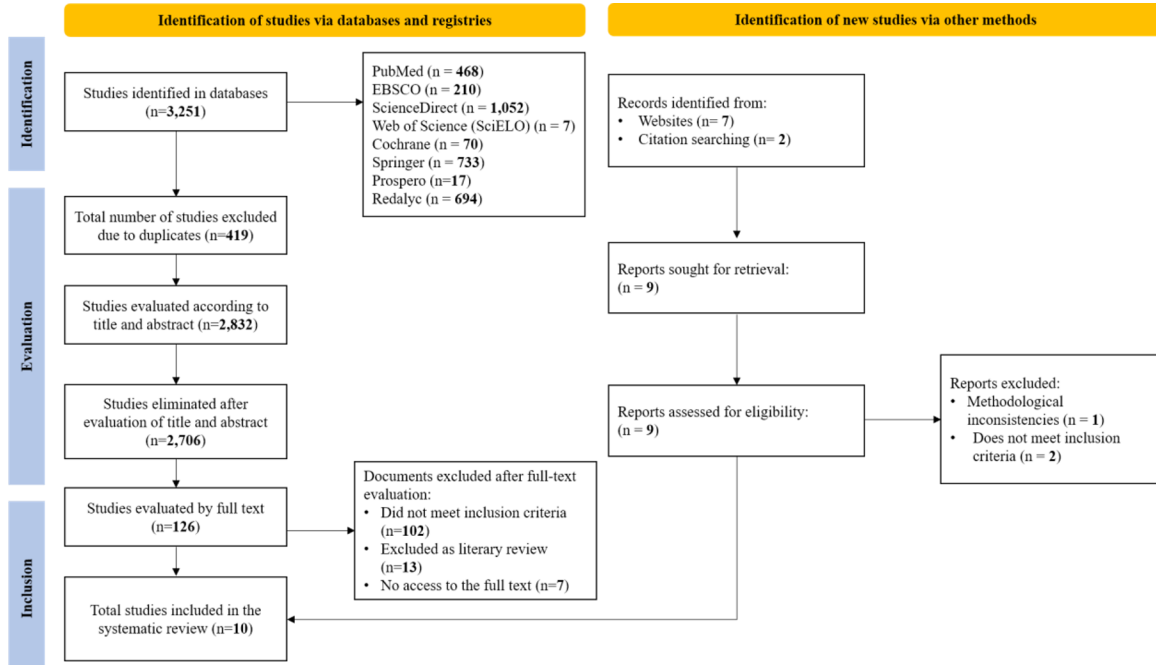 Identification of studies via databases and registries
Identification of new studies via other methods
Identification
Evaluation
Inclusion
Studies identified in databases
(n=3,251)
PubMed (n = 468)
EBSCO (n = 210)
ScienceDirect (n = 1,052)
Web of Science (SciELO) (n = 7)
Cochrane (n = 70)
Springer (n = 733)
Prospero (n=17)
Redalyc (n = 694)
Total number of studies excluded
due to duplicates (n=419)
Studies evaluated according to
title and abstract (n=2,832)
Studies eliminated after
evaluation of title and abstract
(n=2,706)
Studies evaluated by full text
(n=126)
Documents excluded after full-text
evaluation:
• Did not meet inclusion criteria
(n=102)
• Excluded as literary review
(n=13)
• No access to the full text (n=7)
Total studies included in the
systematic review (n=10)
Records identified from:
• Websites (n= 7)
• Citation searching (n= 2)
Reports sought for retrieval:
(n = 9)
Reports assessed for eligibility:
(n = 9)
Reports excluded:
• Methodological
inconsistencies (n = 1)
• Does not meet inclusion
criteria (n = 2)